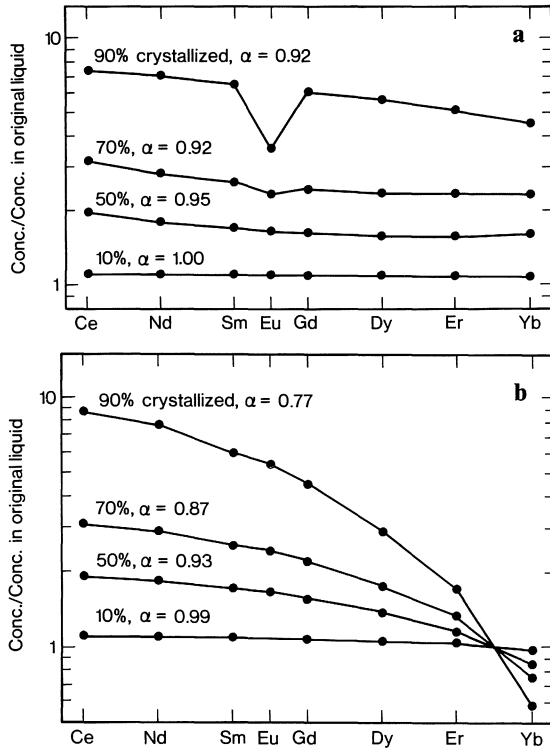 a
10
90% crystallized, α = 0.92
70%, α = 0.92
50%, α = 0.95
10%, α = 1.00
1
Conc./Conc. in original liquid
Ce Nd Sm Eu Gd Dy Er Yb
b
10
90% crystallized, α = 0.77
70%, α = 0.87
50%, α = 0.93
10%, α = 0.99
1
Conc./Conc. in original liquid
Ce Nd Sm Eu Gd Dy Er Yb